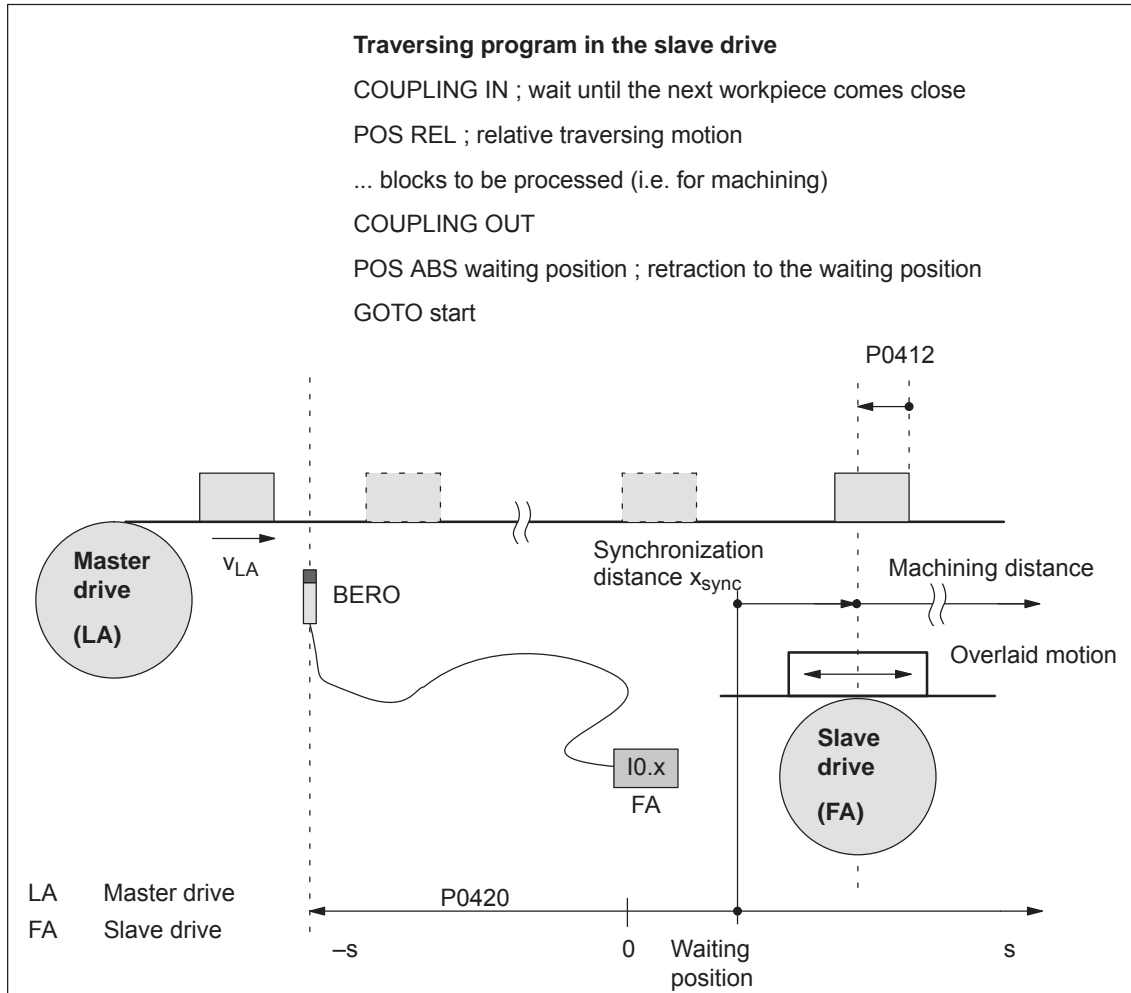 Traversing program in the slave drive
COUPLING IN ; wait until the next workpiece comes close
POS REL ; relative traversing motion
... blocks to be processed (i.e. for machining)
COUPLING OUT
POS ABS waiting position ; retraction to the waiting position
GOTO start
P0412
Master
drive
(LA)
vLA
BERO
Synchronization
distance xsync
Machining distance
Overlaid motion
I0.x
FA
Slave
drive
(FA)
LA Master drive
FA Slave drive
P0420
–s
0
Waiting
position
s